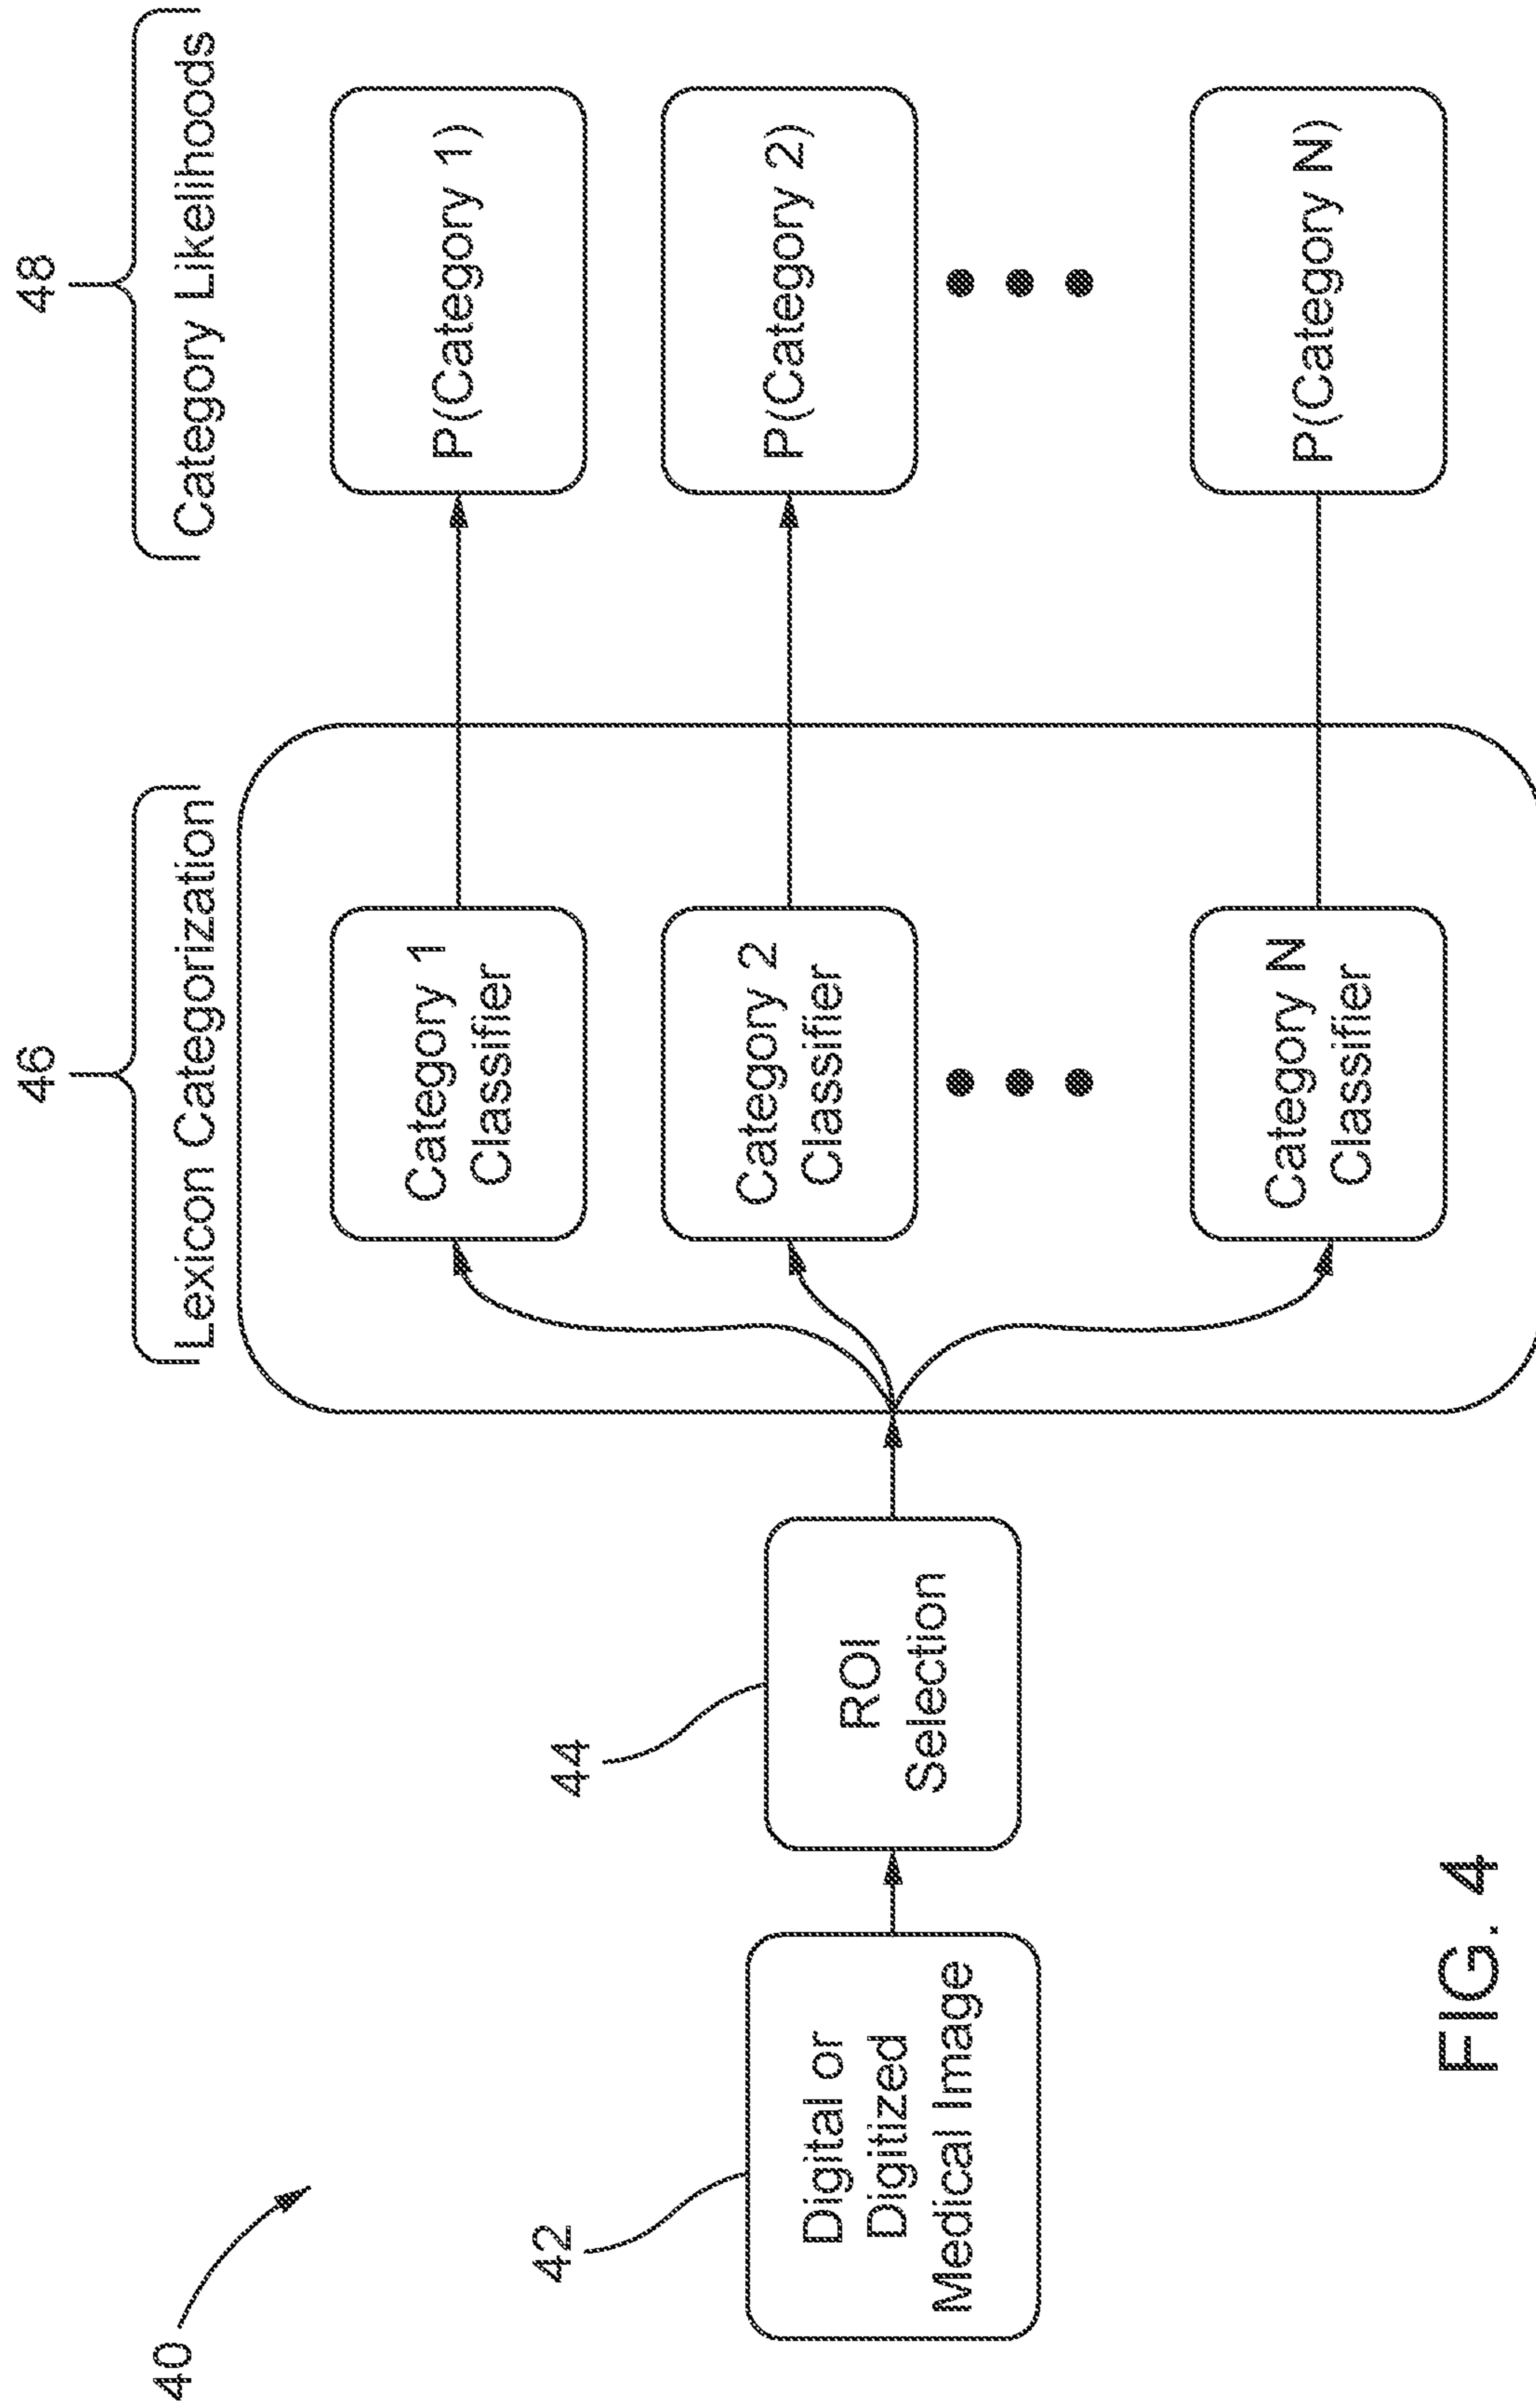 40
42
Digital or
Digitized
Medical Image
44
ROI
Selection
46
Lexicon Categorization
Category 1
Classifier
Category 2
Classifier
Category N
Classifier
48
Category Likelihoods
P(Category 1)
P(Category 2)
P(Category N)
FIG. 4